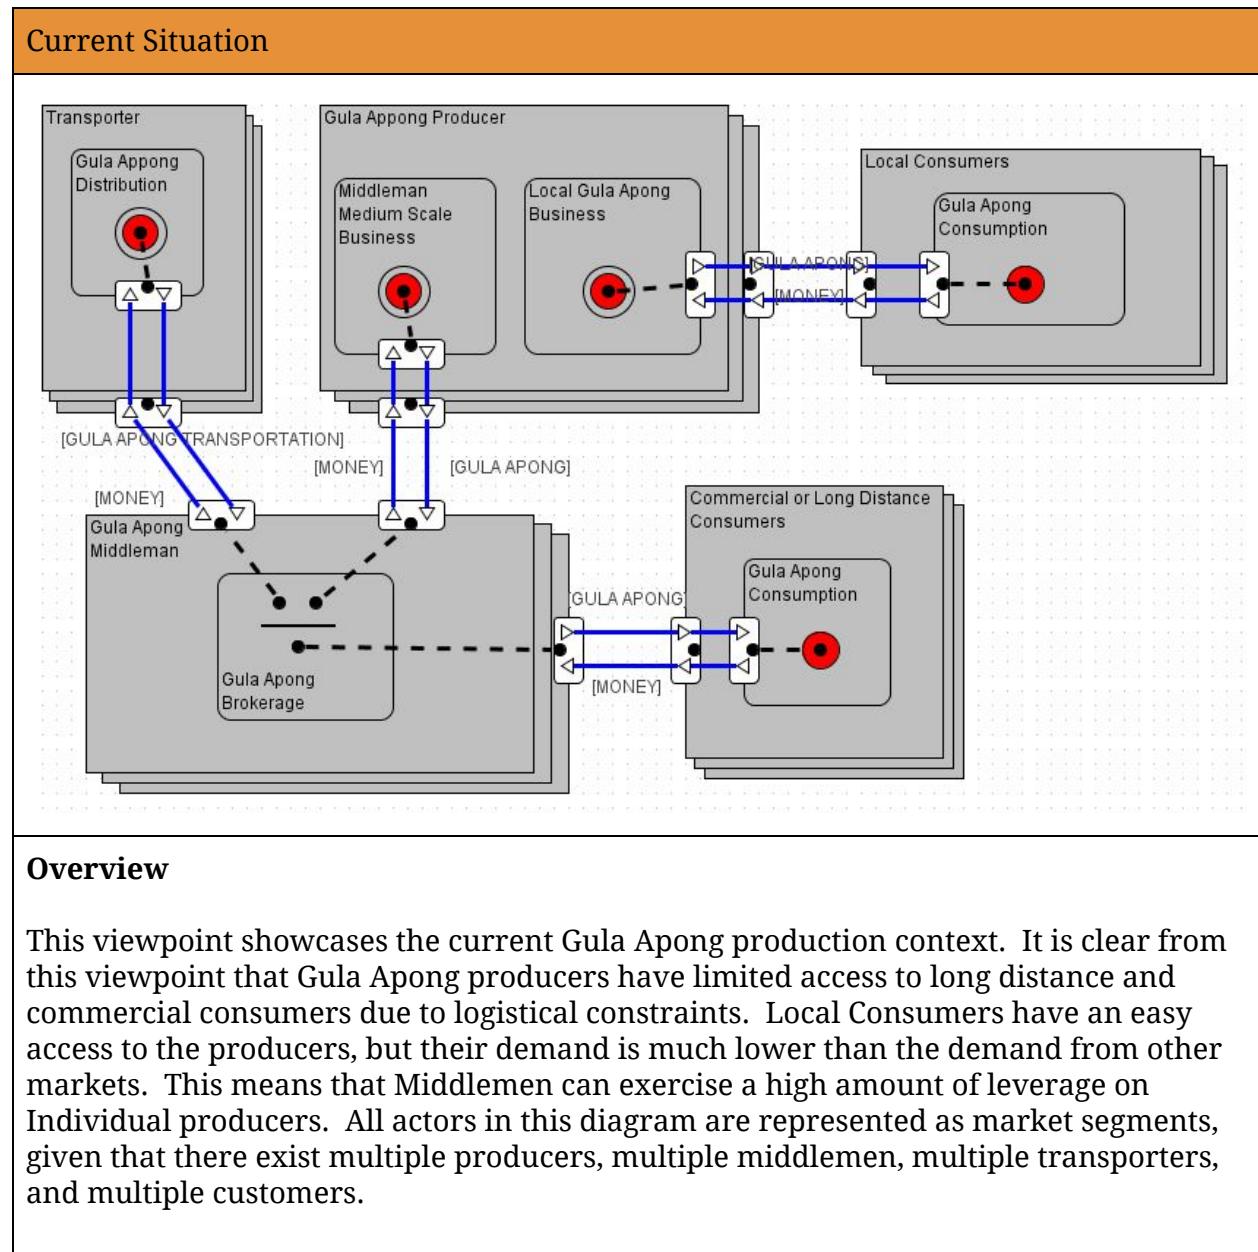 Current Situation
Transporter
Gula Appong
Distribution
Gula Appong Producer
Middleman
Medium Scale
Business
Local Gula Apong
Business
Local Consumers
Gula Apong
Consumption
[GULA APONG]
[MONEY]
[GULA APONG TRANSPORTATION]
[MONEY]
[MONEY]
[GULA APONG]
Gula Apong
Middleman
Gula Apong
Brokerage
[GULA APONG]
[MONEY]
Commercial or Long Distance
Consumers
Gula Apong
Consumption
Overview
This viewpoint showcases the current Gula Apong production context. It is clear from
this viewpoint that Gula Apong producers have limited access to long distance and
commercial consumers due to logistical constraints. Local Consumers have an easy
access to the producers, but their demand is much lower than the demand from other
markets. This means that Middlemen can exercise a high amount of leverage on
Individual producers. All actors in this diagram are represented as market segments,
given that there exist multiple producers, multiple middlemen, multiple transporters,
and multiple customers.